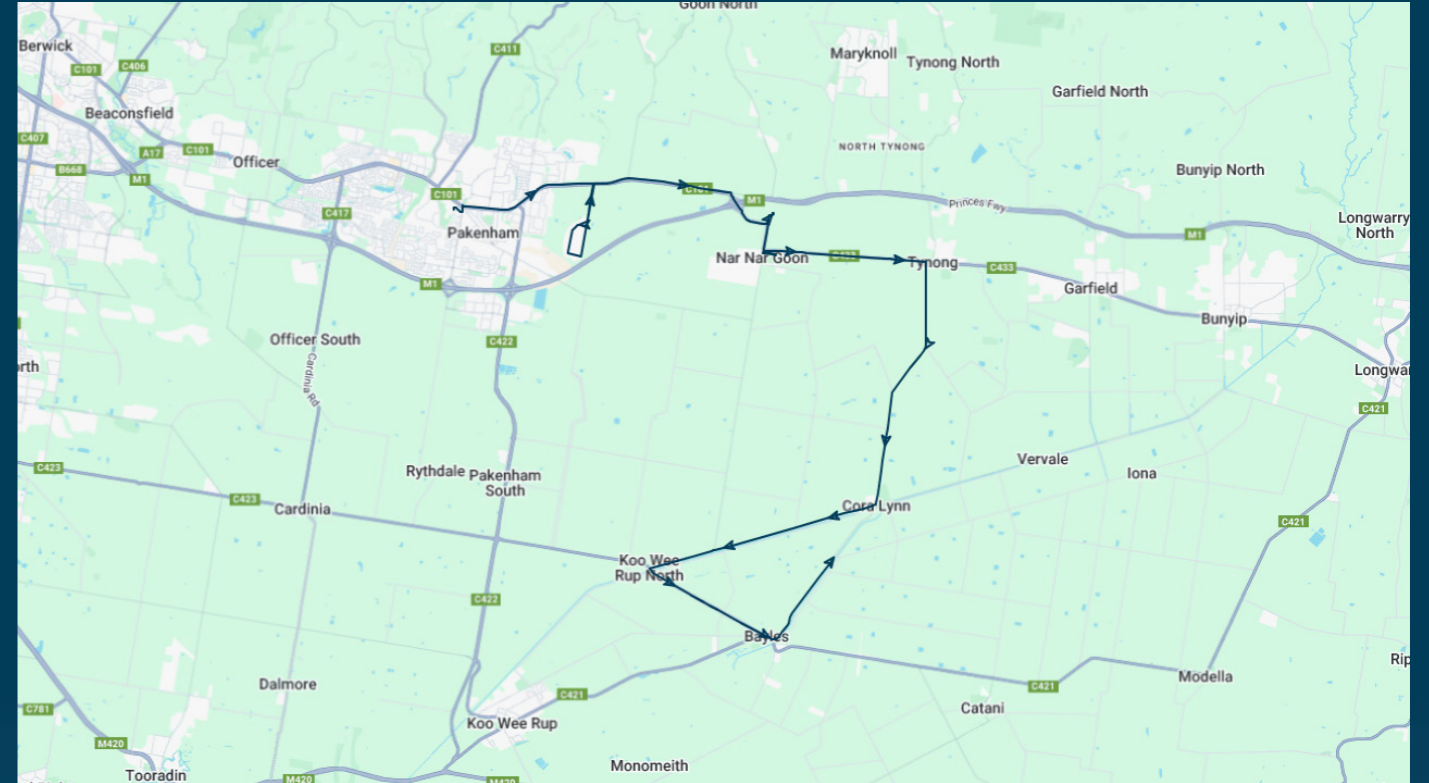 Goon North
Berwick
C411
Maryknoll
Tynong North
C101
C406
Garfield North
Beaconsfield
C407
A17
C101
Officer
NORTH TYNONG
B668
M1
Bunyip North
C101
C101
M1
Princes Fwy
C417
Longwarry
North
Pakenham
M1
Nar Nar Goon
Tynong
C433
M1
Garfield
C422
Bunyip
Officer South
Cardinia Rd
rth
Longwar
C421
C423
Rythdale
Pakenham
South
Vervale
Iona
C423
Cardinia
Cora Lynn
C421
Koo Wee
Rup North
C422
Bayles
Rip
Dalmore
C421
Modella
C421
C781
Koo Wee Rup
Catani
M420
Monomeith
Tooradin
M420
M420